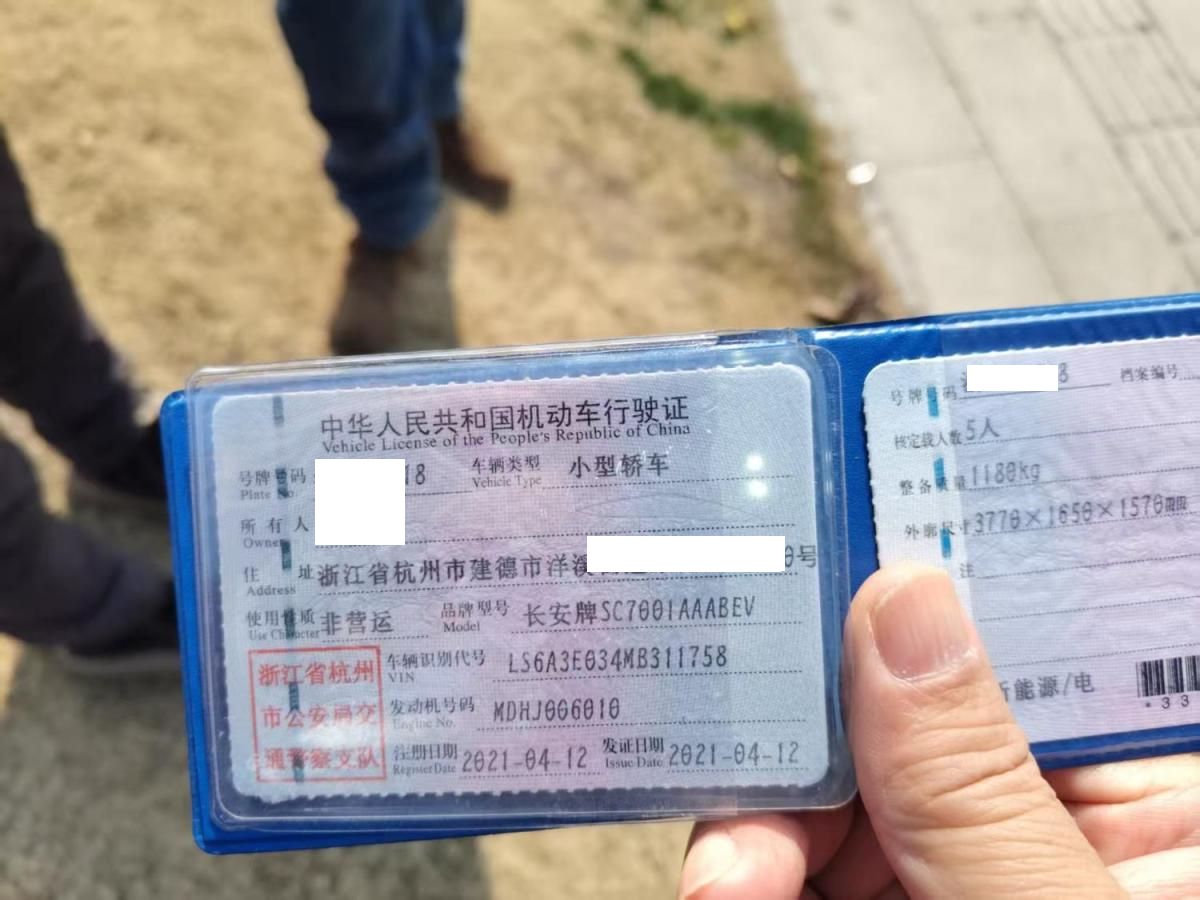 中华人民共和国机动车行驶证
Vehicle License of the People's Republic of China
号牌号码 18 车辆类型 小型轿车
Plate No. Vehicle Type
所有人
Owner
住址 浙江省杭州市建德市洋溪 0号
Address
使用性质 非营运 品牌型号 长安牌SC7001AAABEV
Use Character Model
车辆识别代号 LS6A3E034MB311758
VIN
发动机号码 MDHJ006010
Engine No.
注册日期 2021-04-12 发证日期 2021-04-12
Register Date Issue Date
浙江省杭州
市公安局交
通警察支队
号牌号码 8 档案编号
核定载人数 5人
整备质量 1180kg
外廓尺寸 3770×1650×1570mm
注
新能源/电
33